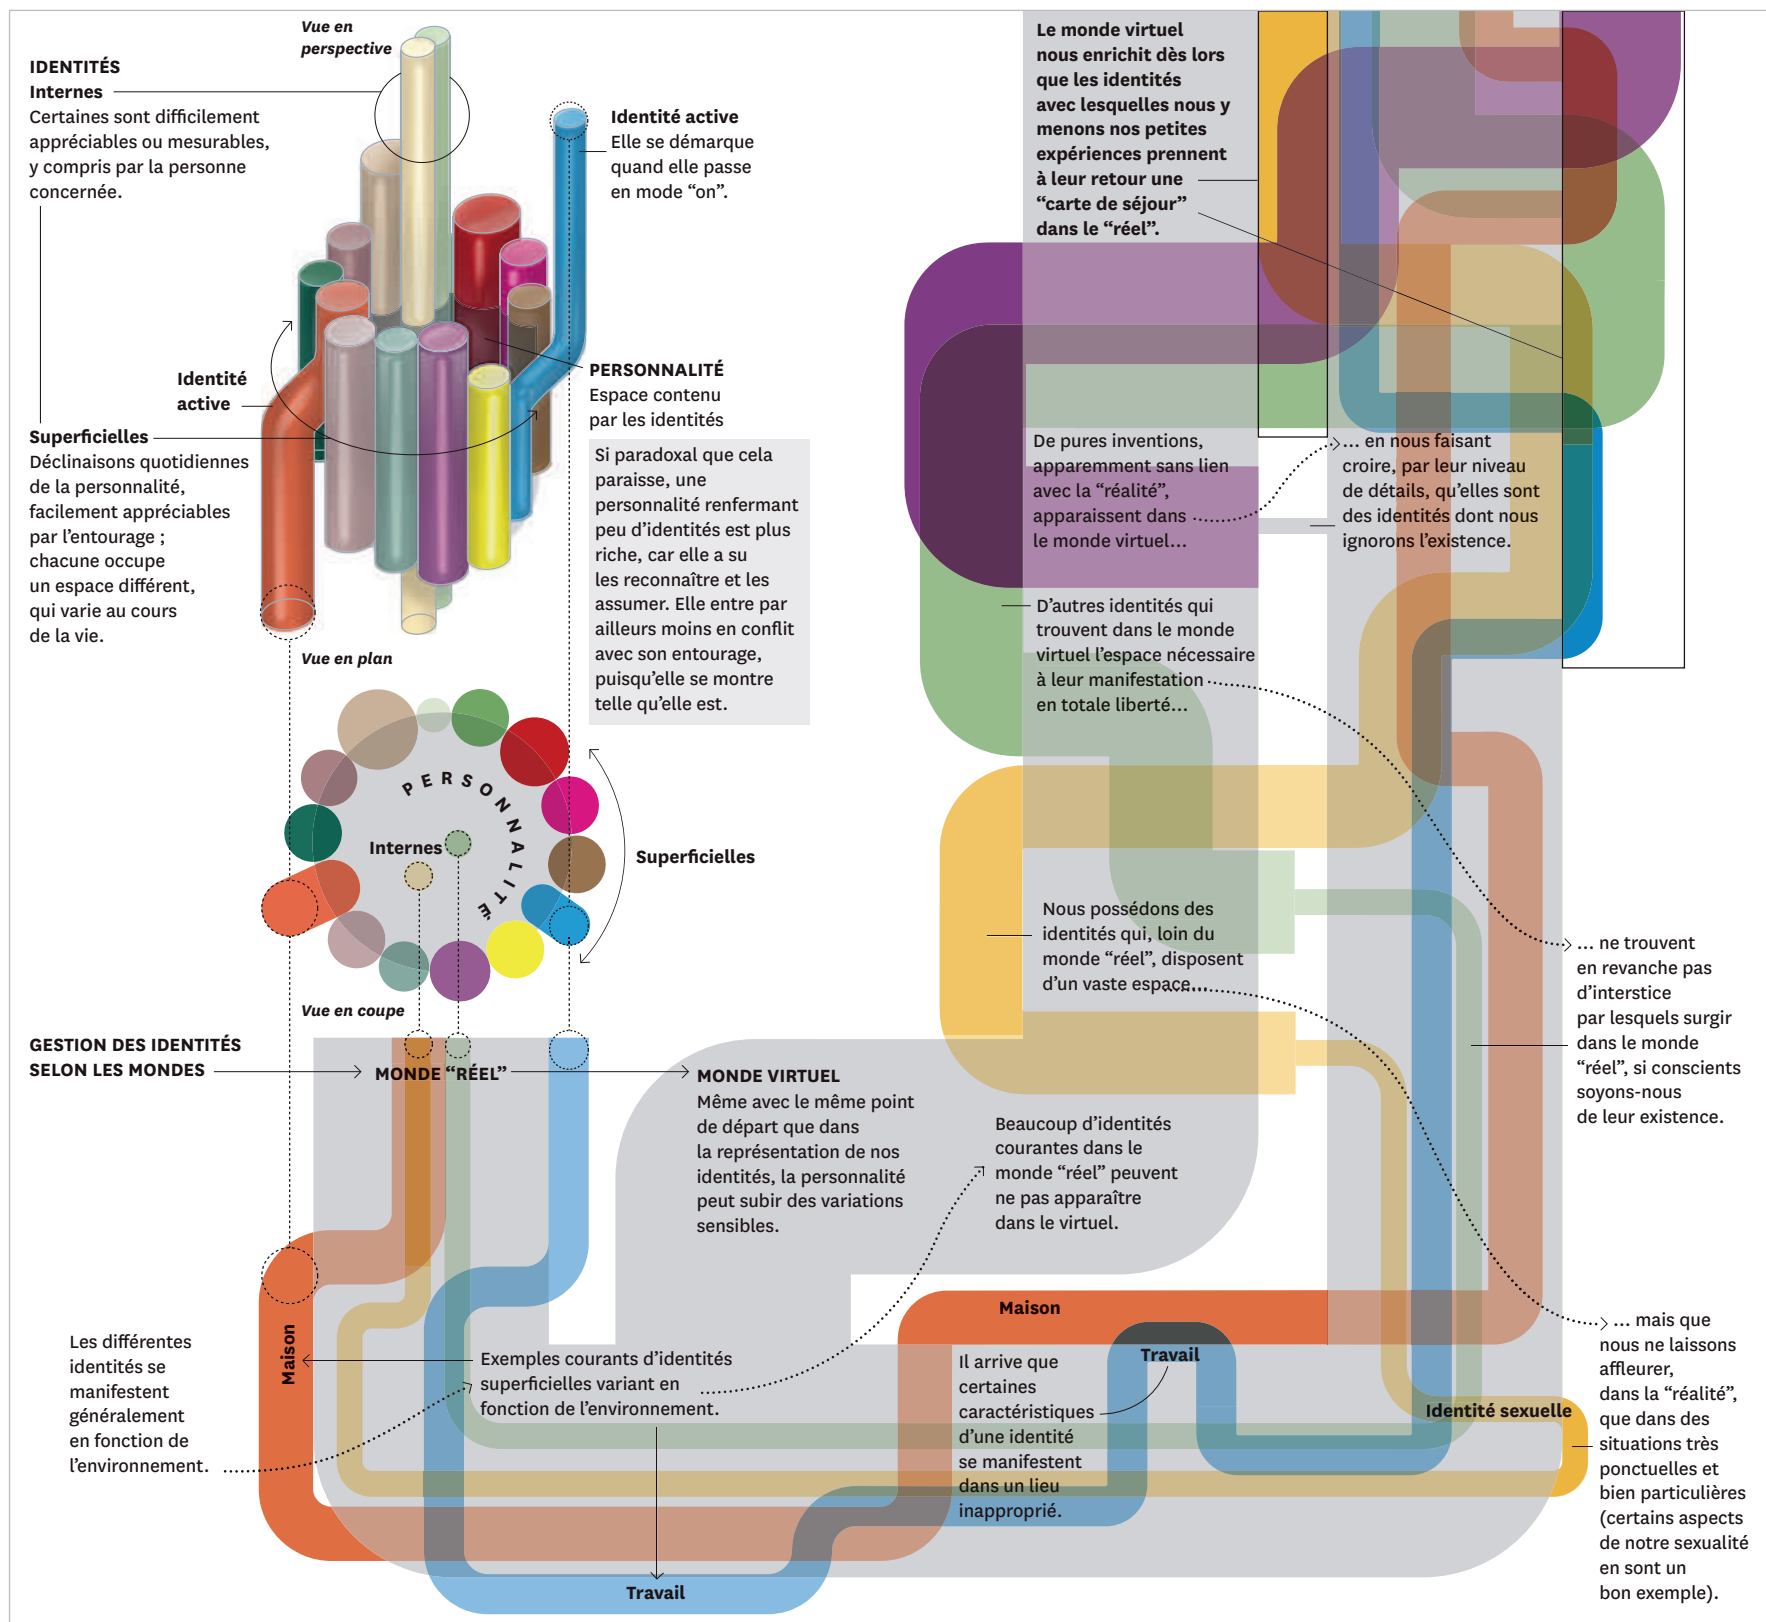 Vue en
perspective
IDENTITÉS
Internes
Certaines sont difficilement
appréciables ou mesurables,
y compris par la personne
concernée.
Identité active
Elle se démarque
quand elle passe
en mode “on”.
Identité
active
PERSONNALITÉ
Espace contenu
par les identités
Si paradoxal que cela
paraisse, une
personnalité renfermant
peu d’identités est plus
riche, car elle a su
les reconnaître et les
assumer. Elle entre par
ailleurs moins en conflit
avec son entourage,
puisqu’elle se montre
telle qu’elle est.
Superficielles
Déclinaisons quotidiennes
de la personnalité,
facilement appréciables
par l’entourage ;
chacune occupe
un espace différent,
qui varie au cours
de la vie.
Vue en plan
PERSONNALITÉ
Internes
Superficielles
Vue en coupe
GESTION DES IDENTITÉS
SELON LES MONDES
MONDE “RÉEL”
MONDE VIRTUEL
Même avec le même point
de départ que dans
la représentation de nos
identités, la personnalité
peut subir des variations
sensibles.
Les différentes
identités se
manifestent
généralement
en fonction de
l’environnement.
Maison
Exemples courants d’identités
superficielles variant en
fonction de l’environnement.
Travail
Le monde virtuel
nous enrichit dès lors
que les identités
avec lesquelles nous y
menons nos petites
expériences prennent
à leur retour une
“carte de séjour”
dans le “réel”.
De pures inventions,
apparemment sans lien
avec la “réalité”,
apparaissent dans
le monde virtuel...
... en nous faisant
croire, par leur niveau
de détails, qu’elles sont
des identités dont nous
ignorons l’existence.
D’autres identités qui
trouvent dans le monde
virtuel l’espace nécessaire
à leur manifestation
en totale liberté...
... ne trouvent
en revanche pas
d’interstice
par lesquels surgir
dans le monde
“réel”, si conscients
soyons-nous
de leur existence.
Nous possédons des
identités qui, loin du
monde “réel”, disposent
d’un vaste espace...
Beaucoup d’identités
courantes dans le
monde “réel” peuvent
ne pas apparaître
dans le virtuel.
Maison
Il arrive que
certaines
caractéristiques
d’une identité
se manifestent
dans un lieu
inapproprié.
Travail
Identité sexuelle
... mais que
nous ne laissons
affleurer,
dans la “réalité”,
que dans des
situations très
ponctuelles et
bien particulières
(certains aspects
de notre sexualité
en sont un
bon exemple).